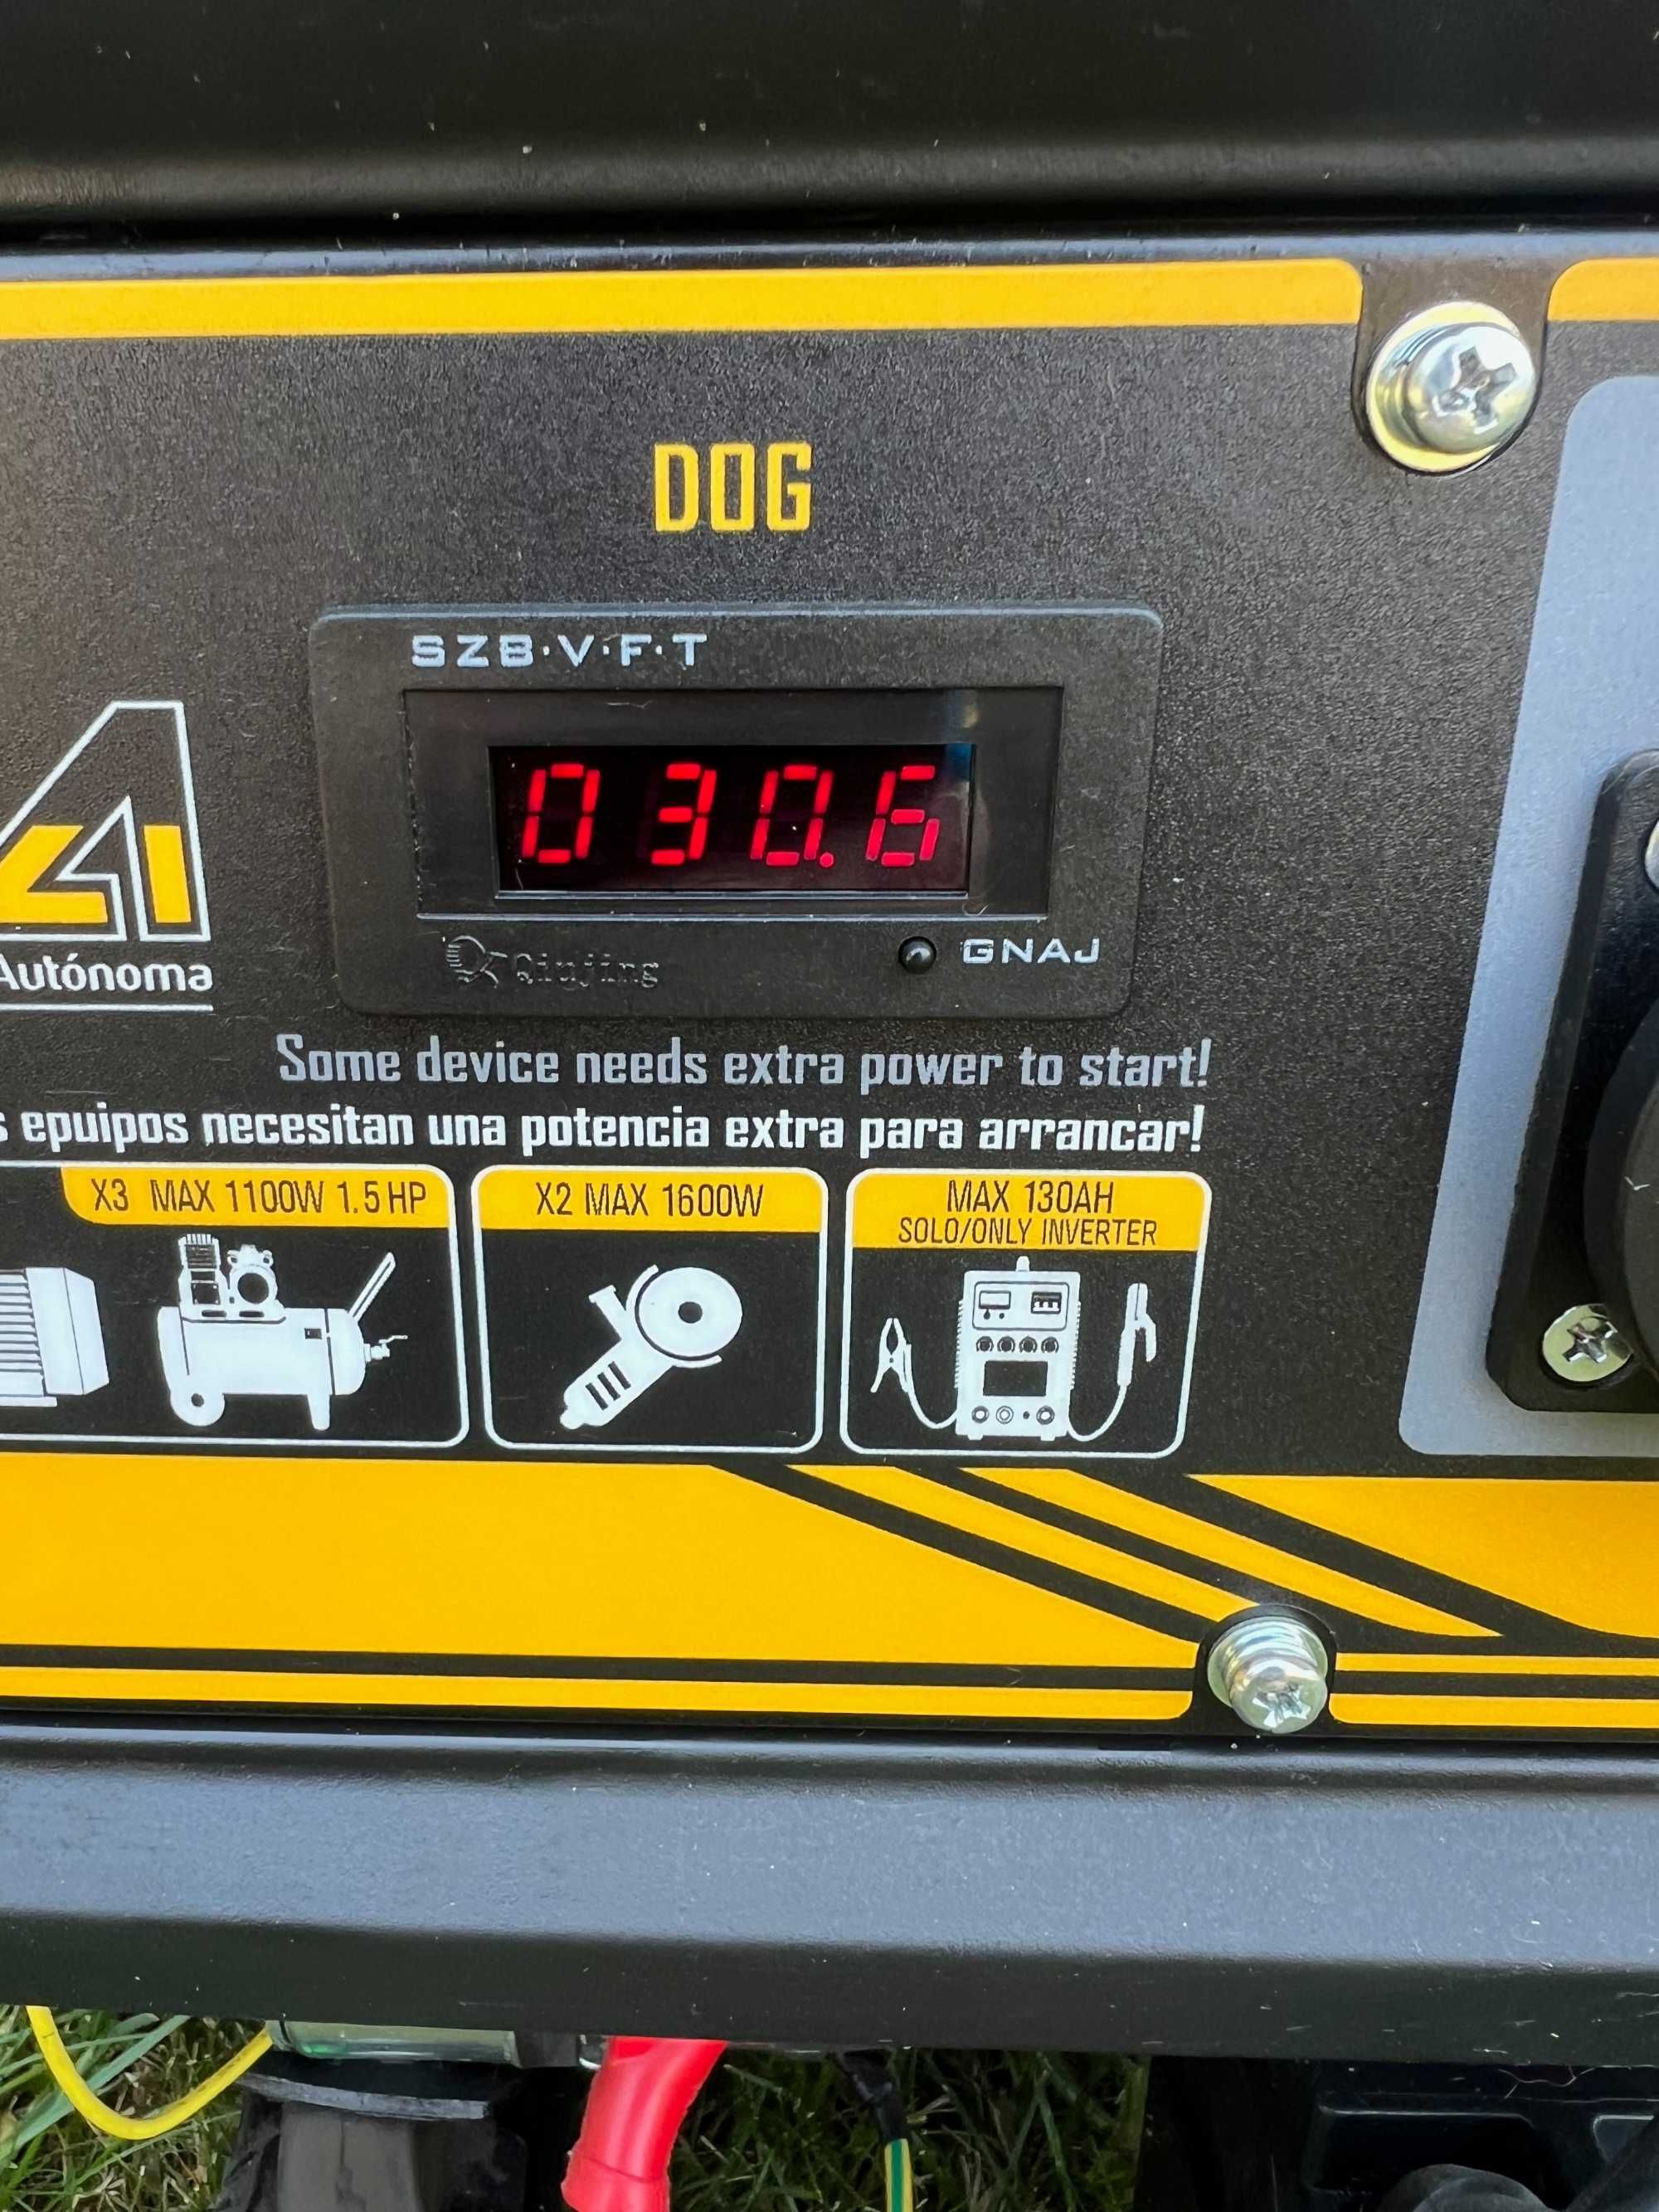 DOG
SZB·V·F·T
030.6
Qiujing
GNAJ
Autónoma
Some device needs extra power to start!
s epuipos necesitan una potencia extra para arrancar!
X3 MAX 1100W 1.5 HP
X2 MAX 1600W
MAX 130AH
SOLO/ONLY INVERTER